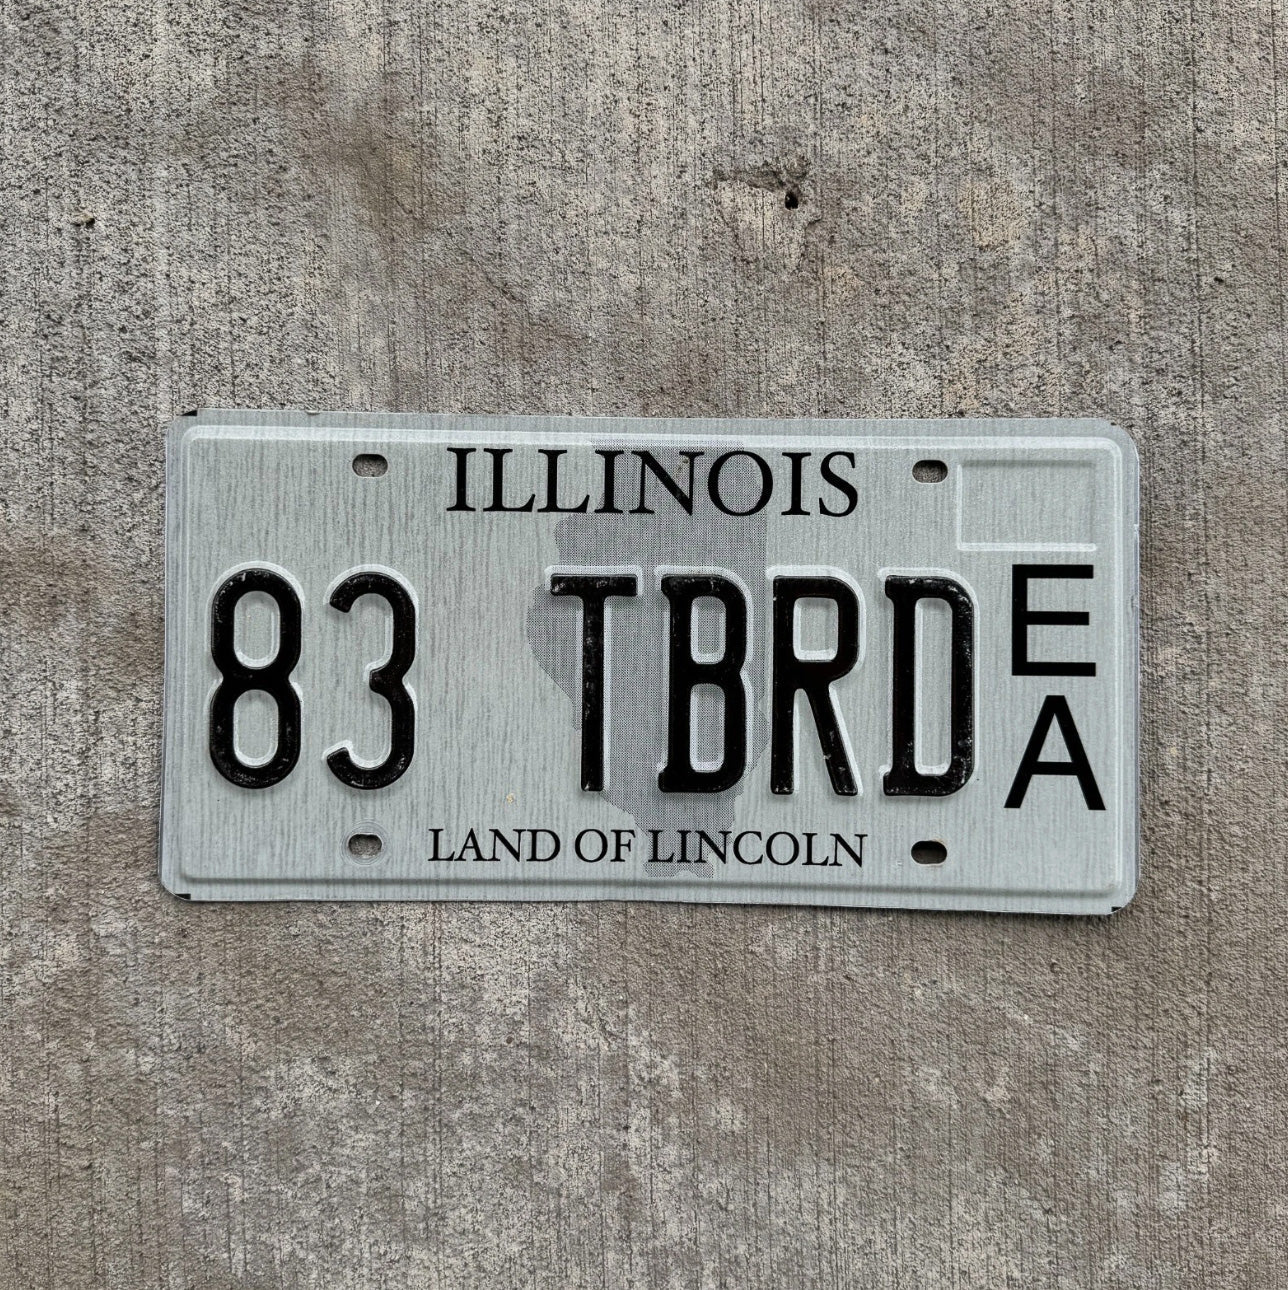 ILLINOIS
83 TBRD
E
A
LAND OF LINCOLN